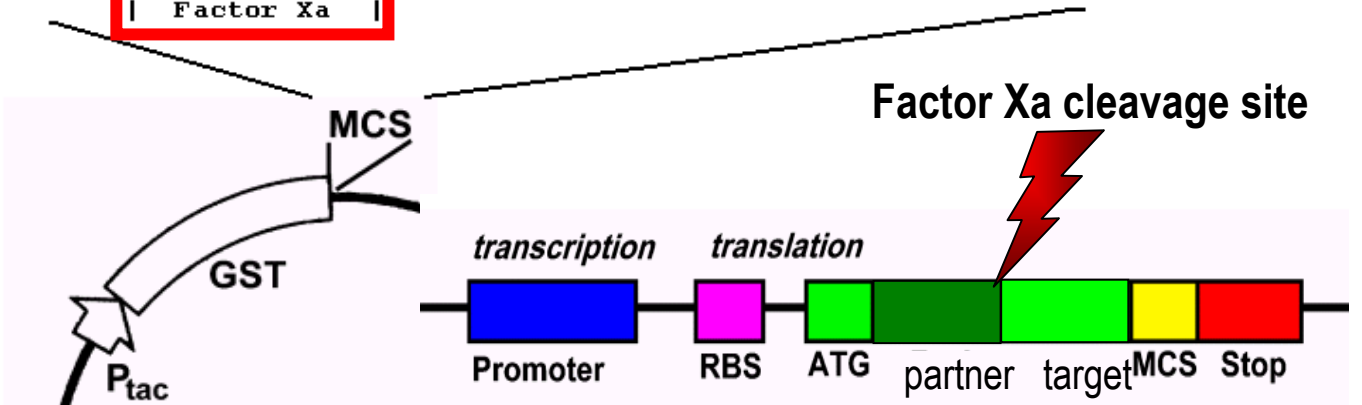 Factor Xa
Factor Xa cleavage site
MCS
transcription translation
GST
Ptac
Promoter RBS ATG partner target MCS Stop